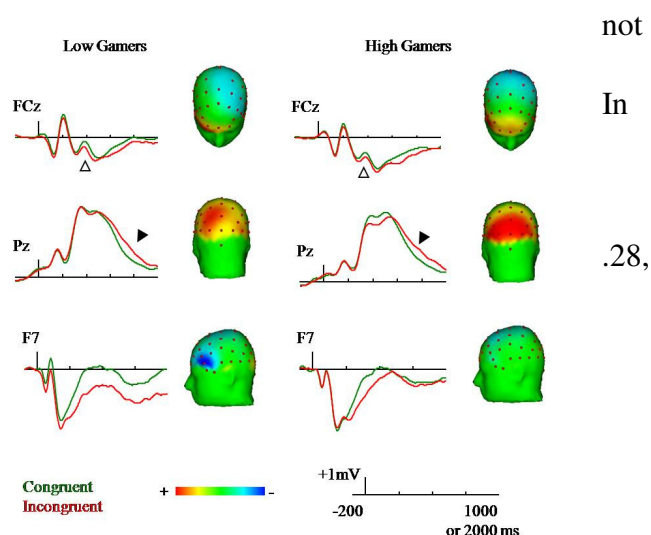 not
Low Gamers High Gamers
FCz FCz
In
Pz Pz
.28,
F7 F7
Congruent
Incongruent
+ -
+1mV
-200 1000
or 2000 ms